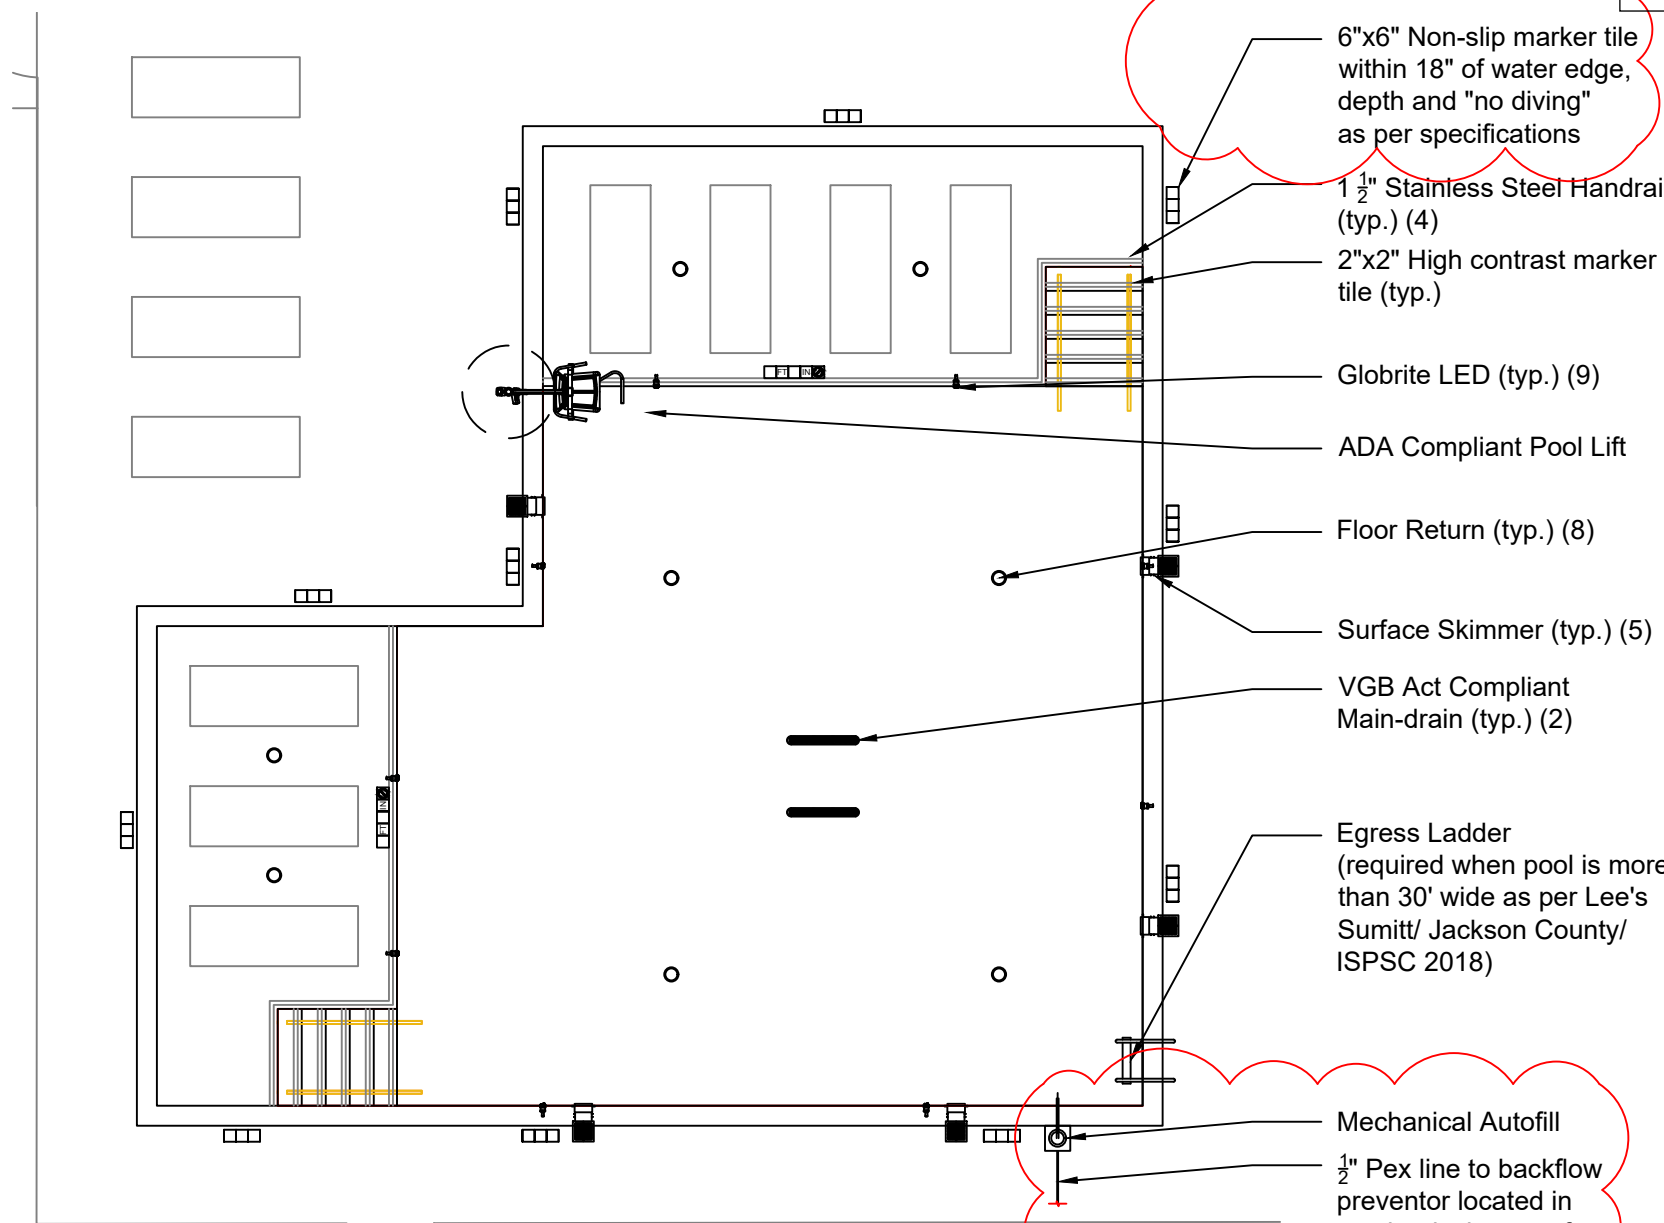 6"x6" Non-slip marker tile
within 18" of water edge,
depth and "no diving"
as per specifications
1 1/2" Stainless Steel Handrai
(typ.) (4)
2"x2" High contrast marker
tile (typ.)
Globrite LED (typ.) (9)
ADA Compliant Pool Lift
Floor Return (typ.) (8)
Surface Skimmer (typ.) (5)
VGB Act Compliant
Main-drain (typ.) (2)
Egress Ladder
(required when pool is more
than 30' wide as per Lee's
Sumitt/ Jackson County/
ISPSC 2018)
Mechanical Autofill
1/2" Pex line to backflow
preventor located in
FT IN
FT IN